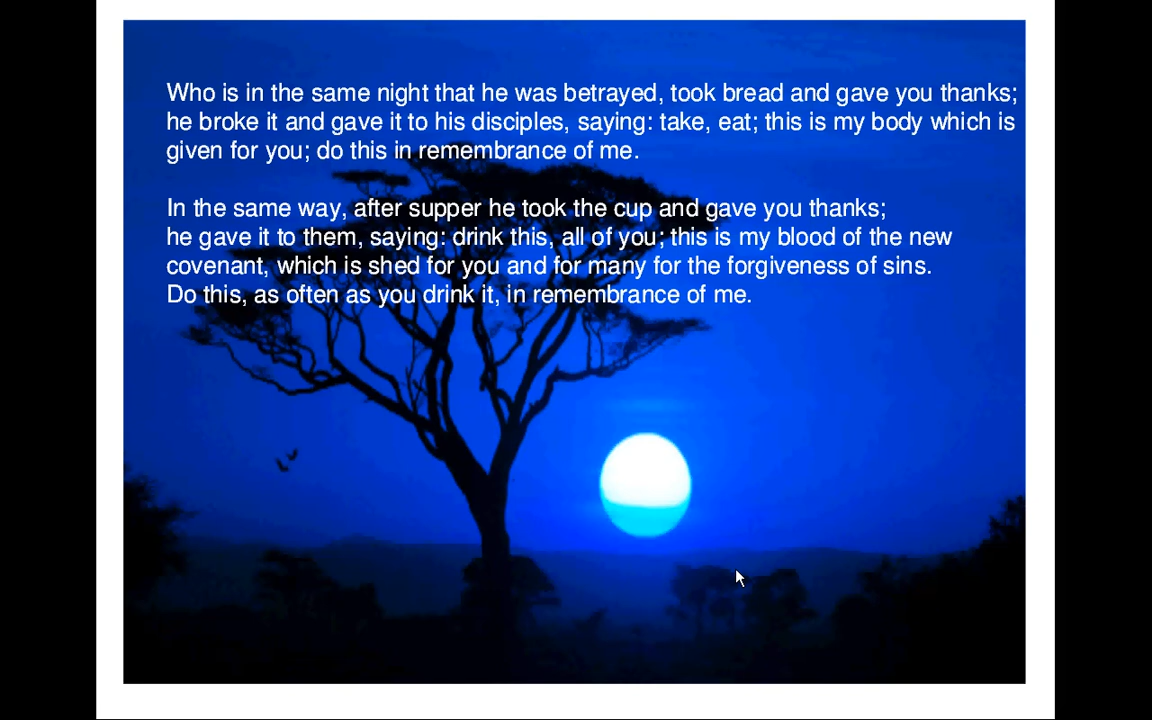 Who is in the same night that he was betrayed, took bread and gave you thanks;
he broke it and gave it to his disciples, saying: take, eat; this is my body which is
given for you; do this in remembrance of me.
In the same way, after supper he took the cup and gave you thanks;
he gave it to them, saying: drink this, all of you; this is my blood of the new
covenant, which is shed for you and for many for the forgiveness of sins.
Do this, as often as you drink it, in remembrance of me.